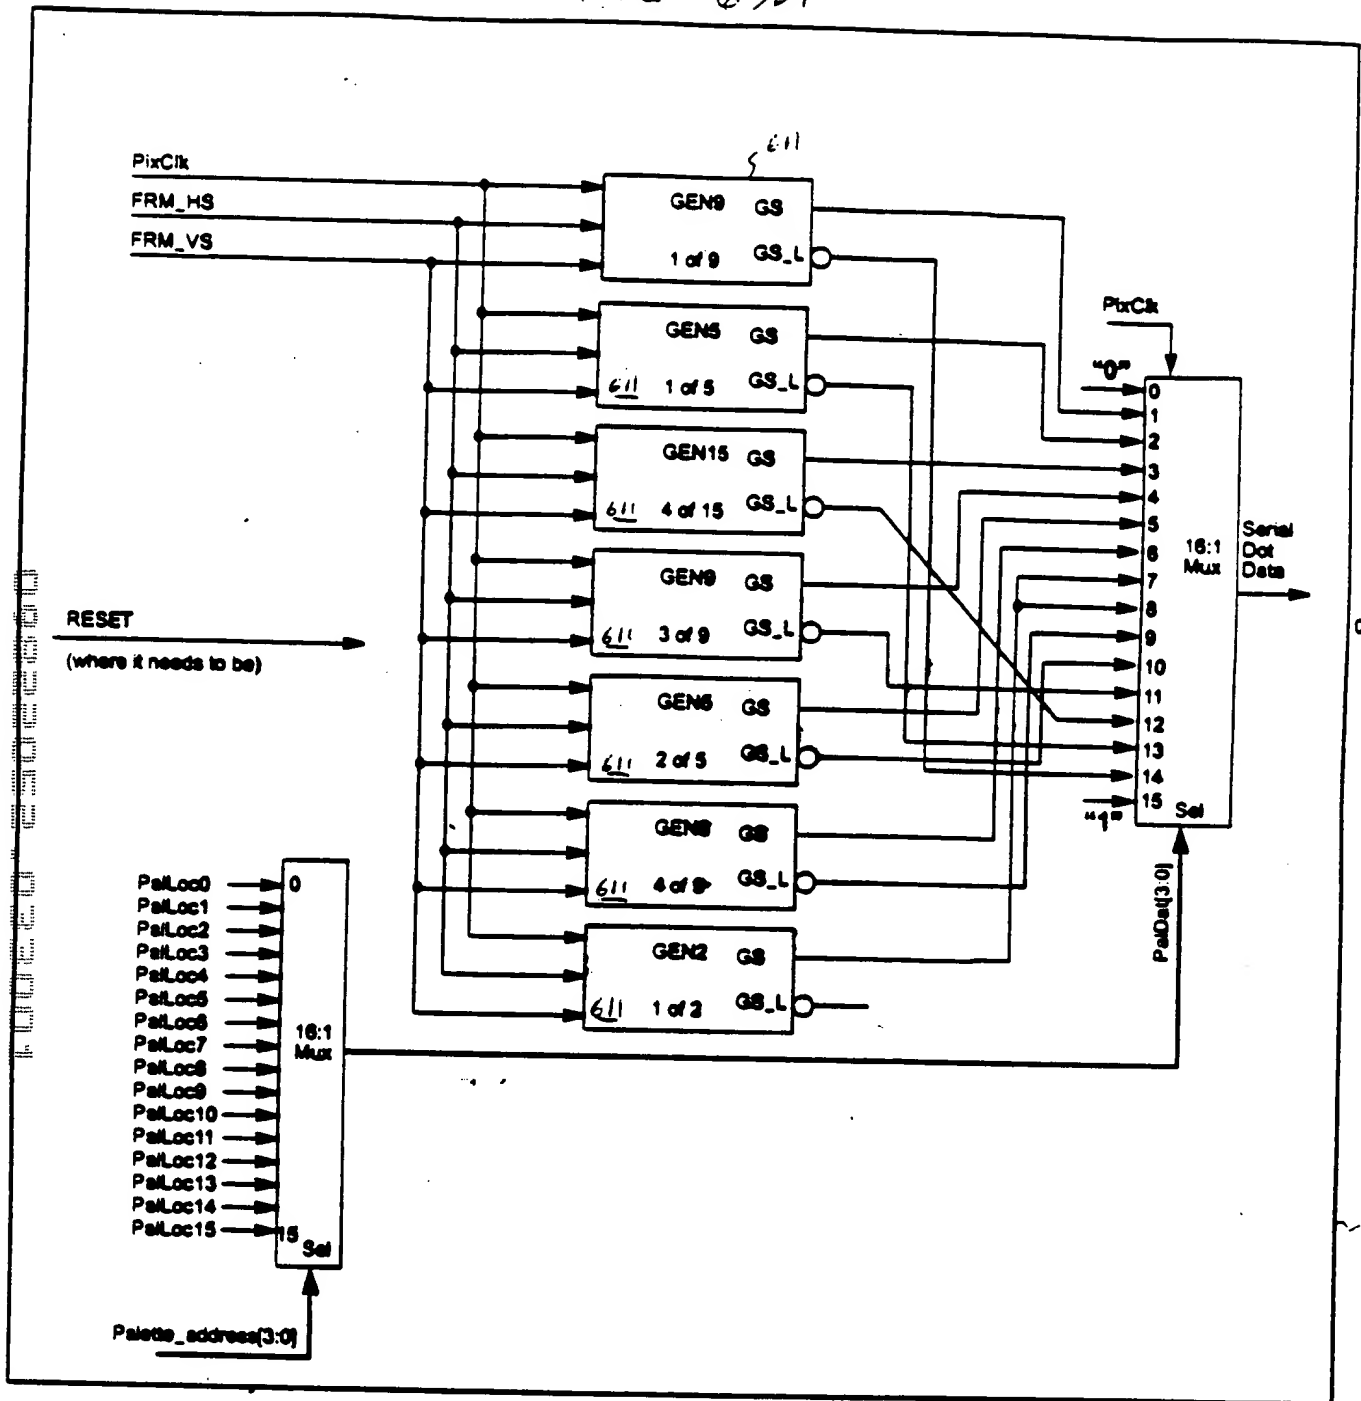 PixClk
FRM_HS
FRM_VS
611
GEN9 GS
1 of 9 GS_L
GEN5 GS
611 1 of 5 GS_L
GEN15 GS
611 4 of 15 GS_L
GEN9 GS
611 3 of 9 GS_L
GS
611 2 of 5 GS_L
GS
611 4 of 9 GS_L
GEN2 GS
611 1 of 2 GS_L
PixClk
"0"
0
1
2
3
4
5
6
7
8
9
10
11
12
13
14
15
"1"
16:1
Mux
Sel
Serial
Dot
Data
PalDat[3:0]
RESET
(where it needs to be)
PalLoc0
PalLoc1
PalLoc2
PalLoc3
PalLoc4
PalLoc5
PalLoc6
PalLoc7
PalLoc8
PalLoc9
PalLoc10
PalLoc11
PalLoc12
PalLoc13
PalLoc14
PalLoc15
0
16:1
Mux
15
Sel
Palette_address[3:0]